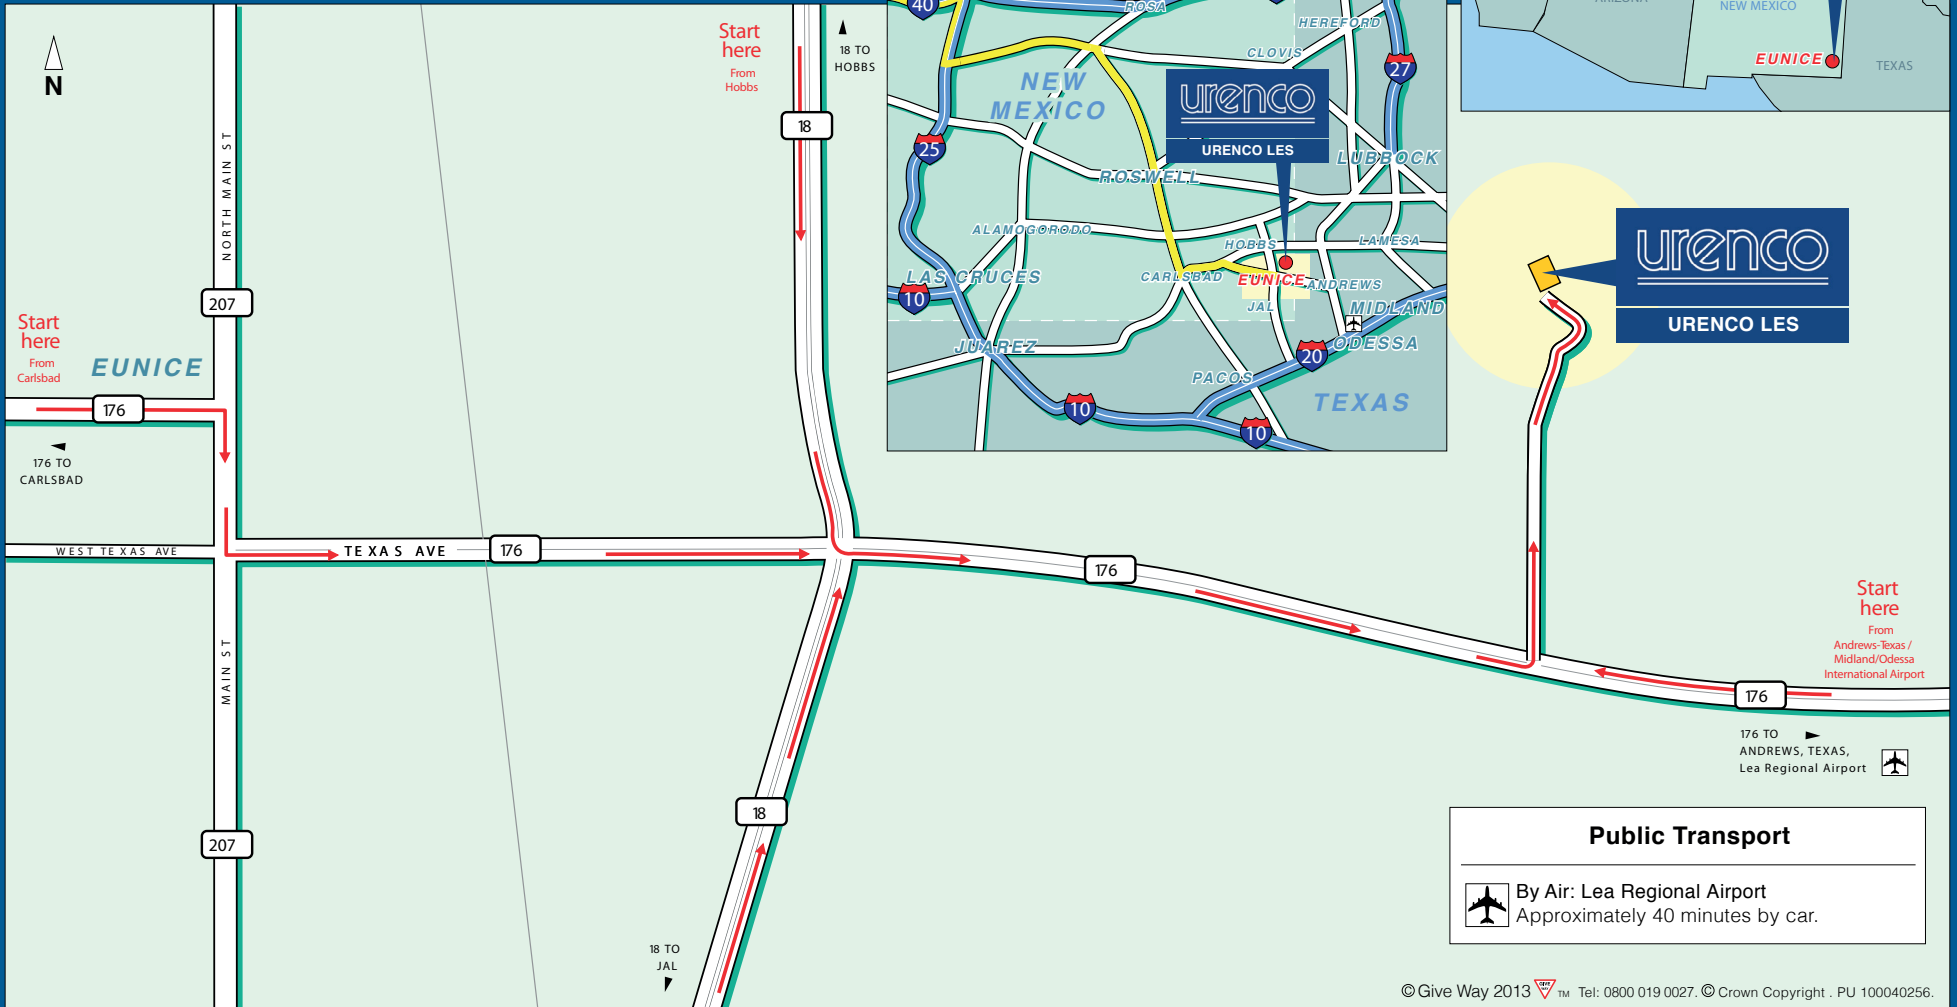 N
Start
here
From
Hobbs
18 TO
HOBBS
18
NORTH MAIN ST
207
Start
here
From
Carlsbad
EUNICE
176
176 TO
CARLSBAD
WEST TEXAS AVE
TEXAS AVE
176
MAIN ST
207
18
18 TO
JAL
176
176
Start
here
From
Andrews-Texas /
Midland/Odessa
International Airport
176 TO
ANDREWS, TEXAS,
Lea Regional Airport
40
ROSA
HEREFORD
CLOVIS
27
NEW
MEXICO
urenco
URENCO LES
25
LUBBOCK
ROSWELL
ALAMOGORODO
HOBBS
LAMESA
LAS CRUCES
CARLSBAD
EUNICE
ANDREWS
10
JAL
MIDLAND
JUAREZ
20
ODESSA
PACOS
TEXAS
10
10
NEW MEXICO
EUNICE
TEXAS
urenco
URENCO LES
Public Transport
By Air: Lea Regional Airport
Approximately 40 minutes by car.
© Give Way 2013 GIVE WAY TM Tel: 0800 019 0027. © Crown Copyright . PU 100040256.